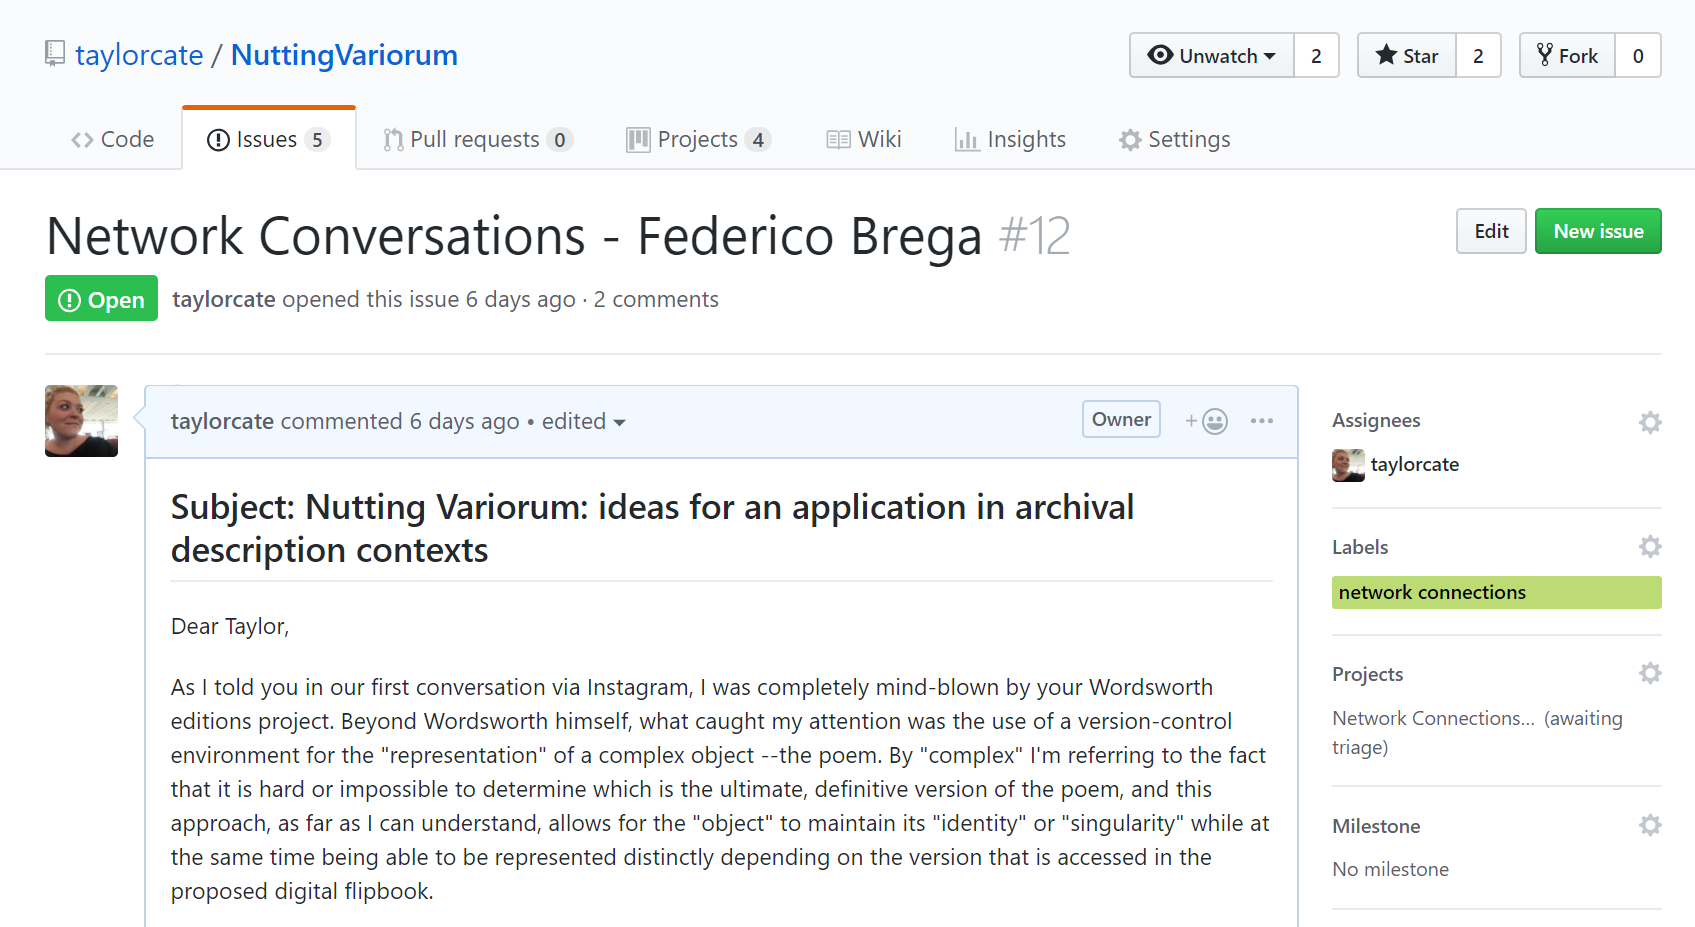 taylorcate / NuttingVariorum
Unwatch 2 Star 2 Fork 0
Code Issues 5 Pull requests 0 Projects 4 Wiki Insights Settings
Network Conversations - Federico Brega #12
Edit New issue
Open taylorcate opened this issue 6 days ago · 2 comments
taylorcate commented 6 days ago • edited
Owner
Subject: Nutting Variorum: ideas for an application in archival
description contexts
Dear Taylor,
As I told you in our first conversation via Instagram, I was completely mind-blown by your Wordsworth
editions project. Beyond Wordsworth himself, what caught my attention was the use of a version-control
environment for the "representation" of a complex object --the poem. By "complex" I'm referring to the fact
that it is hard or impossible to determine which is the ultimate, definitive version of the poem, and this
approach, as far as I can understand, allows for the "object" to maintain its "identity" or "singularity" while at
the same time being able to be represented distinctly depending on the version that is accessed in the
proposed digital flipbook.
Assignees
taylorcate
Labels
network connections
Projects
Network Connections... (awaiting
triage)
Milestone
No milestone